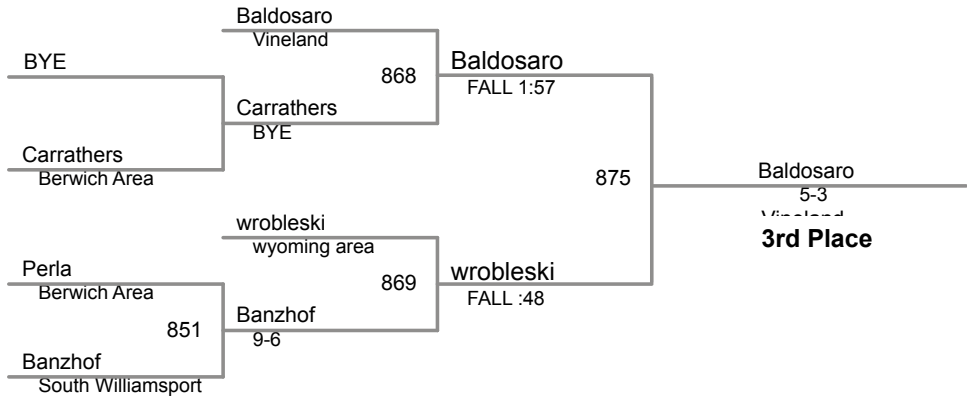 Baldosaro
Vineland
BYE
868
Baldosaro
FALL 1:57
Carrathers
BYE
Carrathers
Berwich Area
875
Baldosaro
5-3
Vineland
3rd Place
wrobleski
wyoming area
Perla
Berwich Area
869
wrobleski
FALL :48
851
Banzhof
9-6
Banzhof
South Williamsport